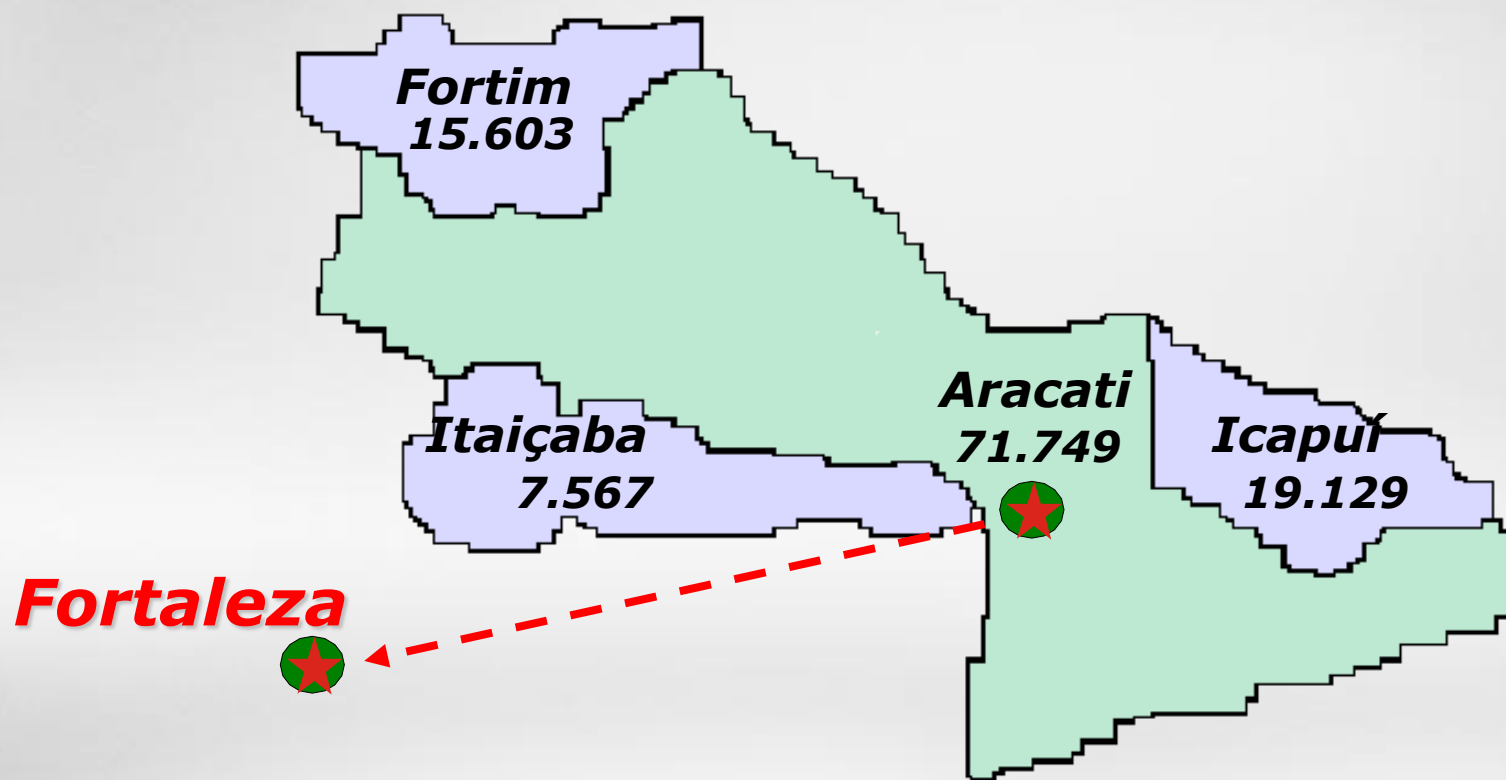 Fortim
15.603
Aracati
71.749
Itaiçaba
7.567
Icapuí
19.129
Fortaleza